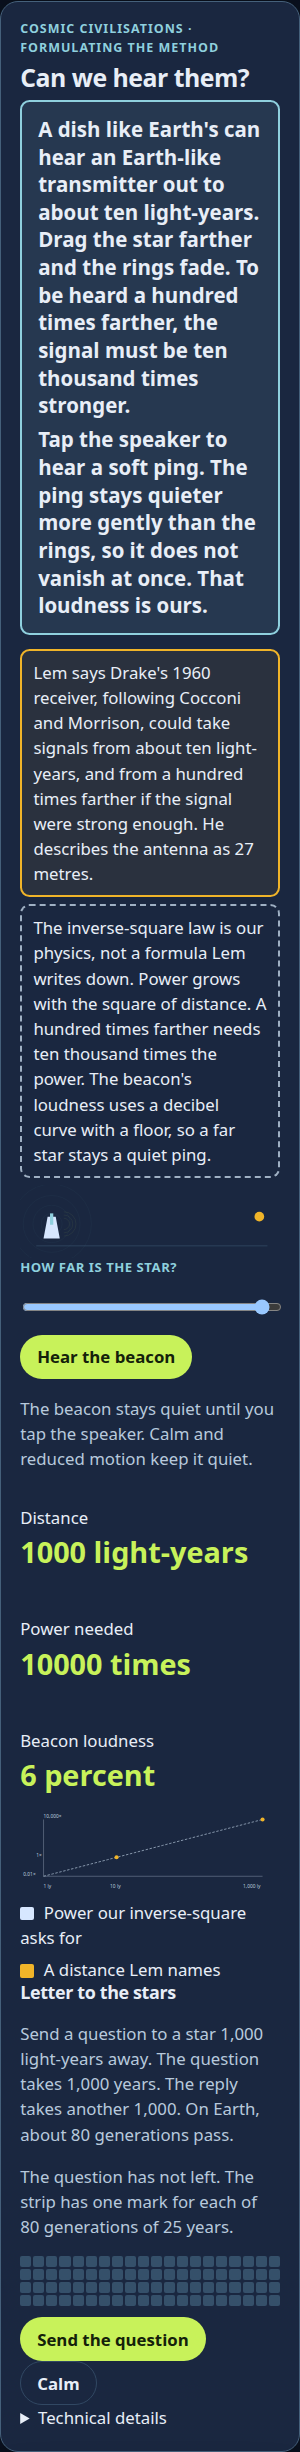 COSMIC CIVILISATIONS ·
FORMULATING THE METHOD
Can we hear them?
A dish like Earth's can
hear an Earth-like
transmitter out to
about ten light-years.
Drag the star farther
and the rings fade. To
be heard a hundred
times farther, the
signal must be ten
thousand times
stronger.
Tap the speaker to
hear a soft ping. The
ping stays quieter
more gently than the
rings, so it does not
vanish at once. That
loudness is ours.
Lem says Drake's 1960
receiver, following Cocconi
and Morrison, could take
signals from about ten light-
years, and from a hundred
times farther if the signal
were strong enough. He
describes the antenna as 27
metres.
The inverse-square law is our
physics, not a formula Lem
writes down. Power grows
with the square of distance. A
hundred times farther needs
ten thousand times the
power. The beacon's
loudness uses a decibel
curve with a floor, so a far
star stays a quiet ping.
HOW FAR IS THE STAR?
Hear the beacon
The beacon stays quiet until you
tap the speaker. Calm and
reduced motion keep it quiet.
Distance
1000 light-years
Power needed
10000 times
Beacon loudness
6 percent
10,000×
1×
0.01×
1 ly 10 ly 1,000 ly
Power our inverse-square
asks for
A distance Lem names
Letter to the stars
Send a question to a star 1,000
light-years away. The question
takes 1,000 years. The reply
takes another 1,000. On Earth,
about 80 generations pass.
The question has not left. The
strip has one mark for each of
80 generations of 25 years.
Send the question
Calm
Technical details